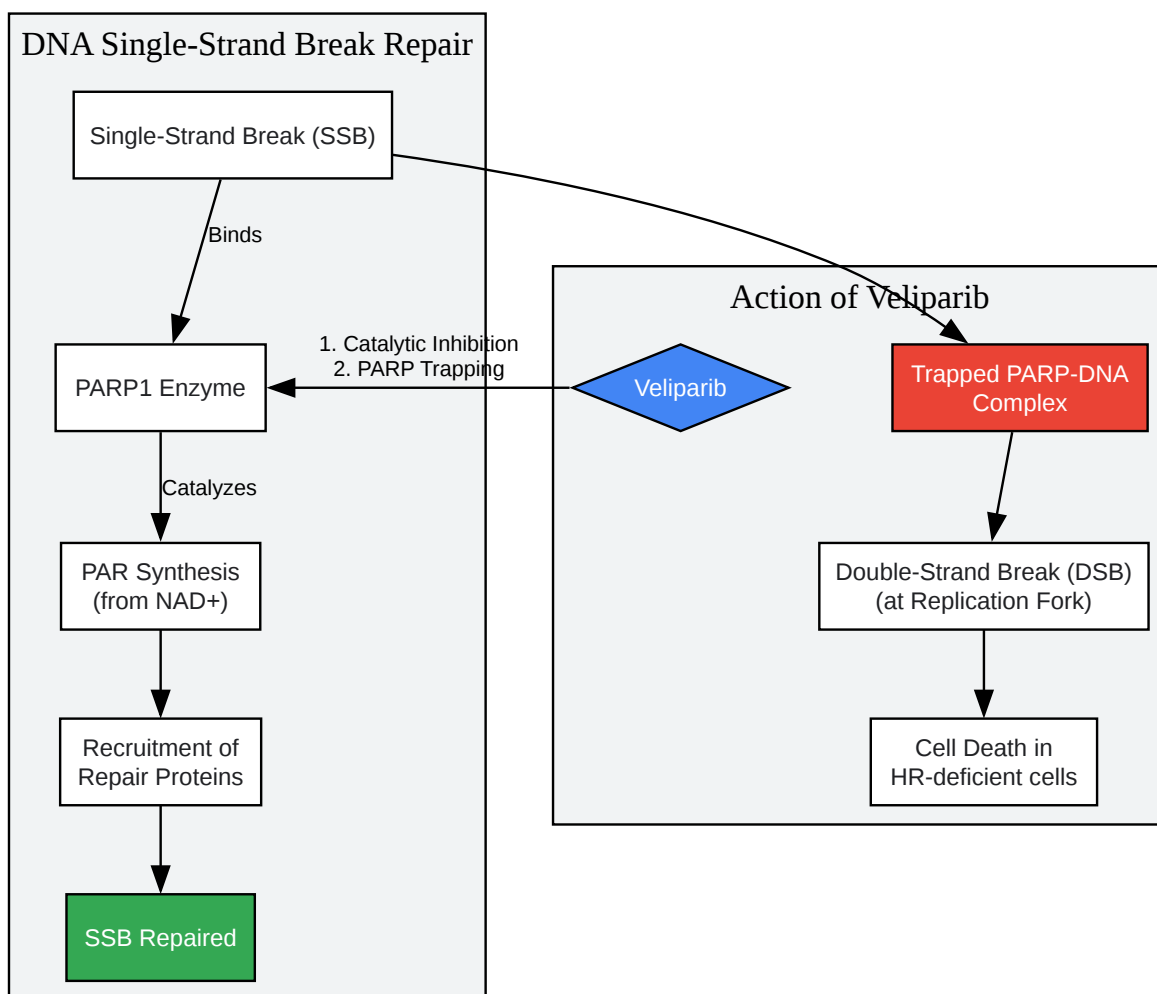 DNA Single-Strand Break Repair
Single-Strand Break (SSB)
Binds
PARP1 Enzyme
Catalyzes
PAR Synthesis
(from NAD+)
Recruitment of
Repair Proteins
SSB Repaired
1. Catalytic Inhibition
2. PARP Trapping
Action of Veliparib
Veliparib
Trapped PARP-DNA
Complex
Double-Strand Break (DSB)
(at Replication Fork)
Cell Death in
HR-deficient cells